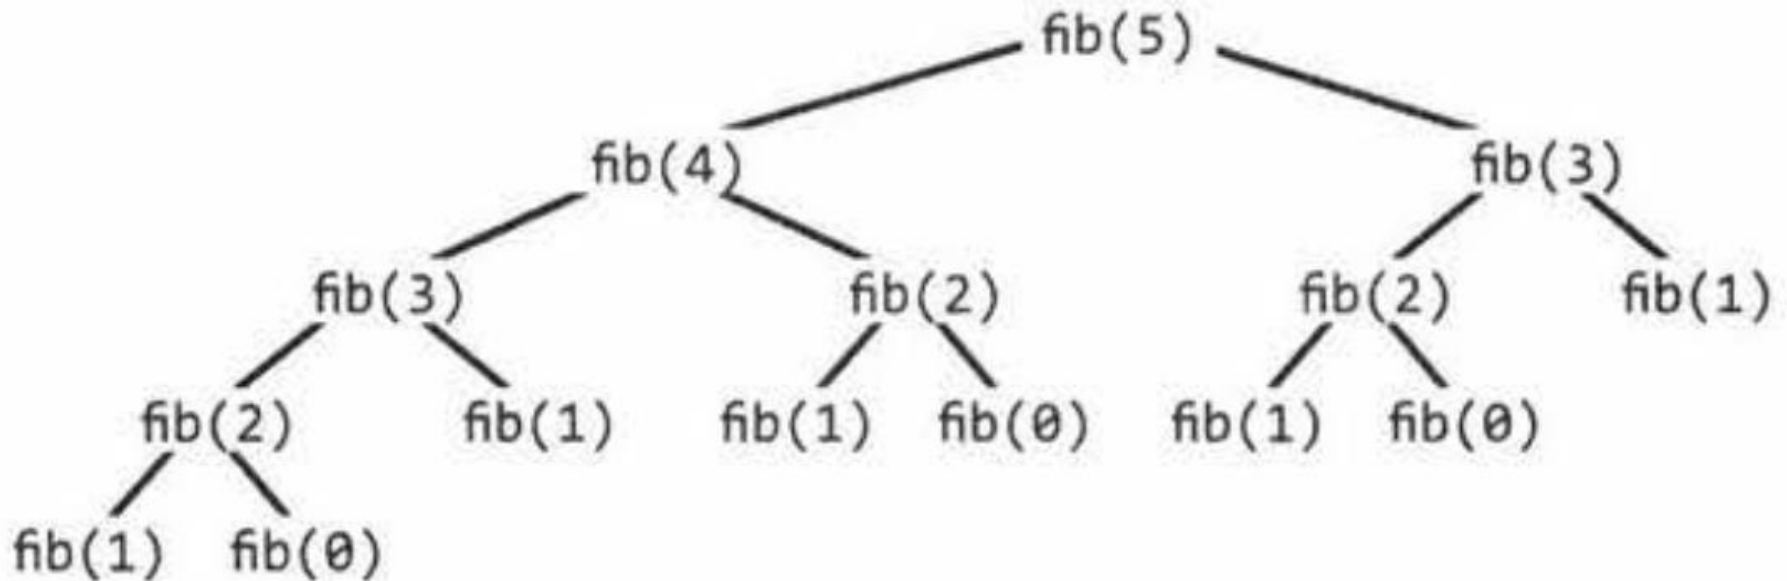 fib(5)
fib(4) fib(3)
fib(3) fib(2) fib(2) fib(1)
fib(2) fib(1) fib(1) fib(0) fib(1) fib(0)
fib(1) fib(0)